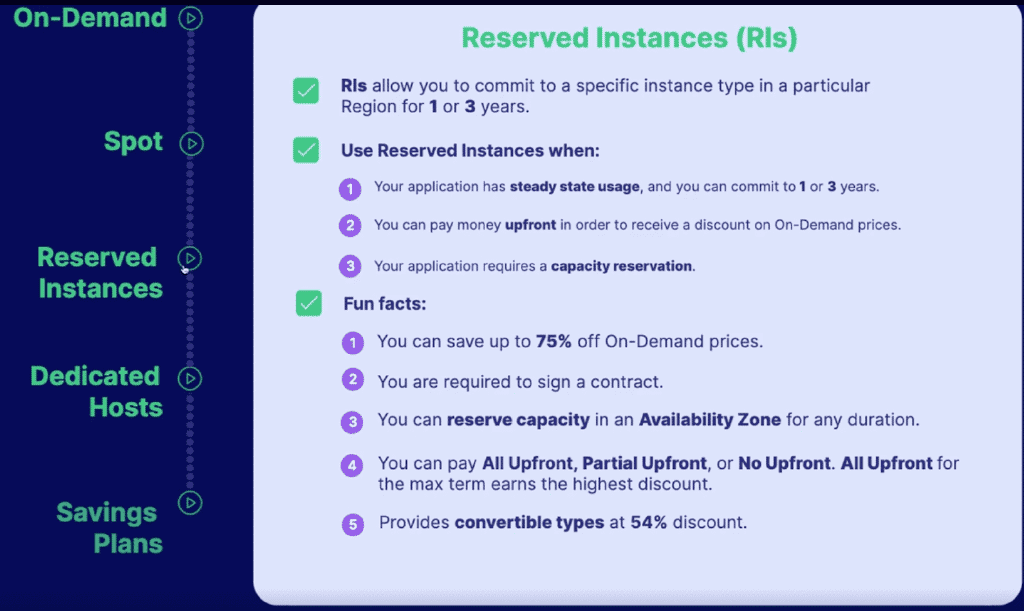 On-Demand
Spot
Reserved
Instances
Dedicated
Hosts
Savings
Plans
Reserved Instances (RIs)
RIs allow you to commit to a specific instance type in a particular
Region for 1 or 3 years.
Use Reserved Instances when:
1 Your application has steady state usage, and you can commit to 1 or 3 years.
2 You can pay money upfront in order to receive a discount on On-Demand prices.
3 Your application requires a capacity reservation.
Fun facts:
1 You can save up to 75% off On-Demand prices.
2 You are required to sign a contract.
3 You can reserve capacity in an Availability Zone for any duration.
4 You can pay All Upfront, Partial Upfront, or No Upfront. All Upfront for
the max term earns the highest discount.
5 Provides convertible types at 54% discount.